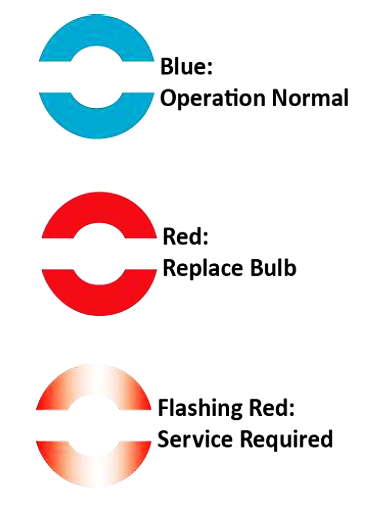 Blue:
Operation Normal
Red:
Replace Bulb
Flashing Red:
Service Required